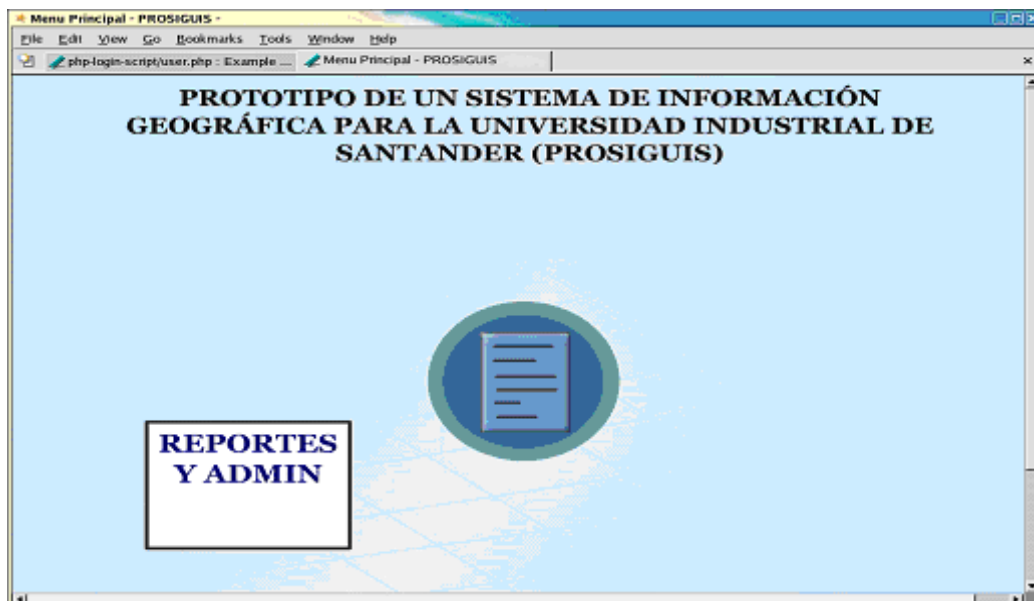 Menu Principal - PROSIGUIS -
File Edit View Go Bookmarks Tools Window Help
php-login-script/user.php : Example ... Menu Principal - PROSIGUIS
PROTOTIPO DE UN SISTEMA DE INFORMACIÓN
GEOGRÁFICA PARA LA UNIVERSIDAD INDUSTRIAL DE
SANTANDER (PROSIGUIS)
REPORTES
Y ADMIN